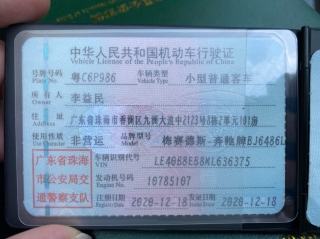 中华人民共和国机动车行驶证
Vehicle License of the People's Republic of China
号牌号码 粤C6P986 车辆类型 小型普通客车
Plate No. Vehicle Type
所有人 李益民
Owner
住址 广东省珠海市香洲区九洲大道中2123号5栋2单元101房
Address
使用性质 非营运 品牌型号 梅赛德斯-奔驰牌BJ6486L
Use Character Model
广东省珠海市公安局交通警察支队
车辆识别代号 LE40B8EB8KL636375
VIN
发动机号码 10785107
Engine No.
注册日期 2020-12-18 发证日期 2020-12-18
Register Date Issue Date